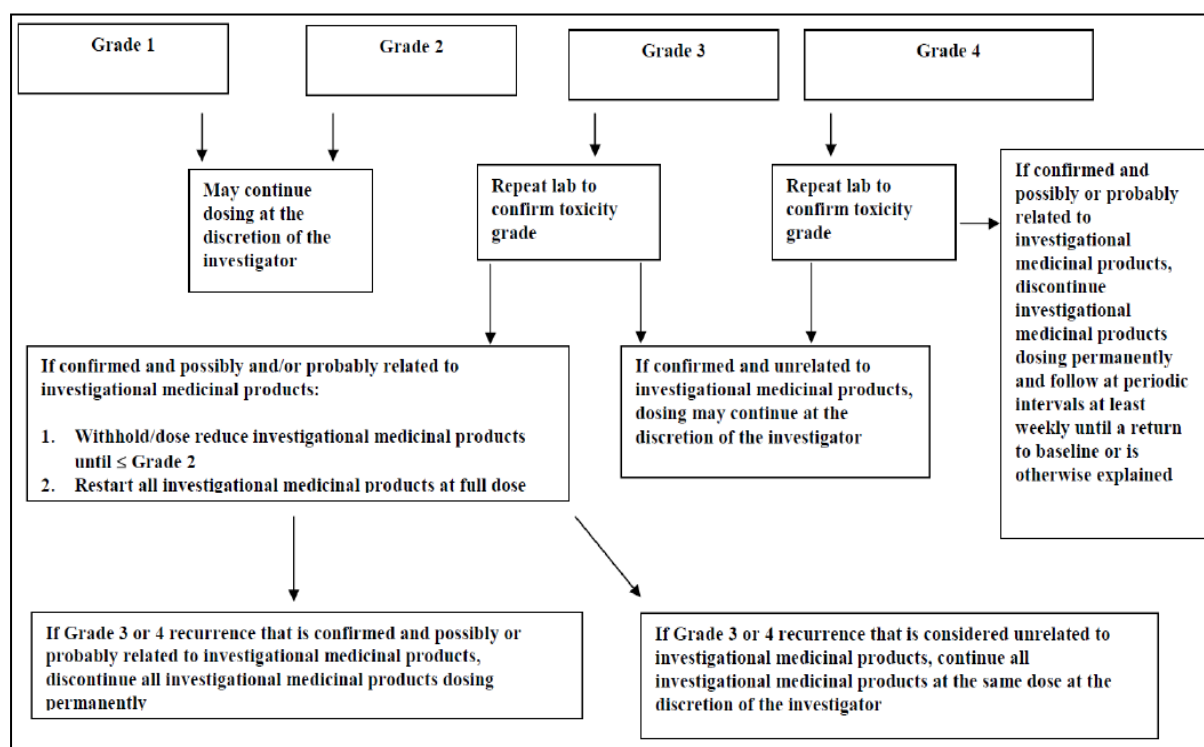 Grade 1
Grade 2
Grade 3
Grade 4
May continue
dosing at the
discretion of the
investigator
Repeat lab to
confirm toxicity
grade
Repeat lab to
confirm toxicity
grade
If confirmed and
possibly or probably
related to
investigational
medicinal products,
discontinue
investigational
medicinal products
dosing permanently
and follow at periodic
intervals at least
weekly until a return
to baseline or is
otherwise explained
If confirmed and possibly and/or probably related to
investigational medicinal products:
1. Withhold/dose reduce investigational medicinal products
until ≤ Grade 2
2. Restart all investigational medicinal products at full dose
If confirmed and unrelated to
investigational medicinal products,
dosing may continue at the
discretion of the investigator
If Grade 3 or 4 recurrence that is confirmed and possibly or
probably related to investigational medicinal products,
discontinue all investigational medicinal products dosing
permanently
If Grade 3 or 4 recurrence that is considered unrelated to
investigational medicinal products, continue all
investigational medicinal products at the same dose at the
discretion of the investigator